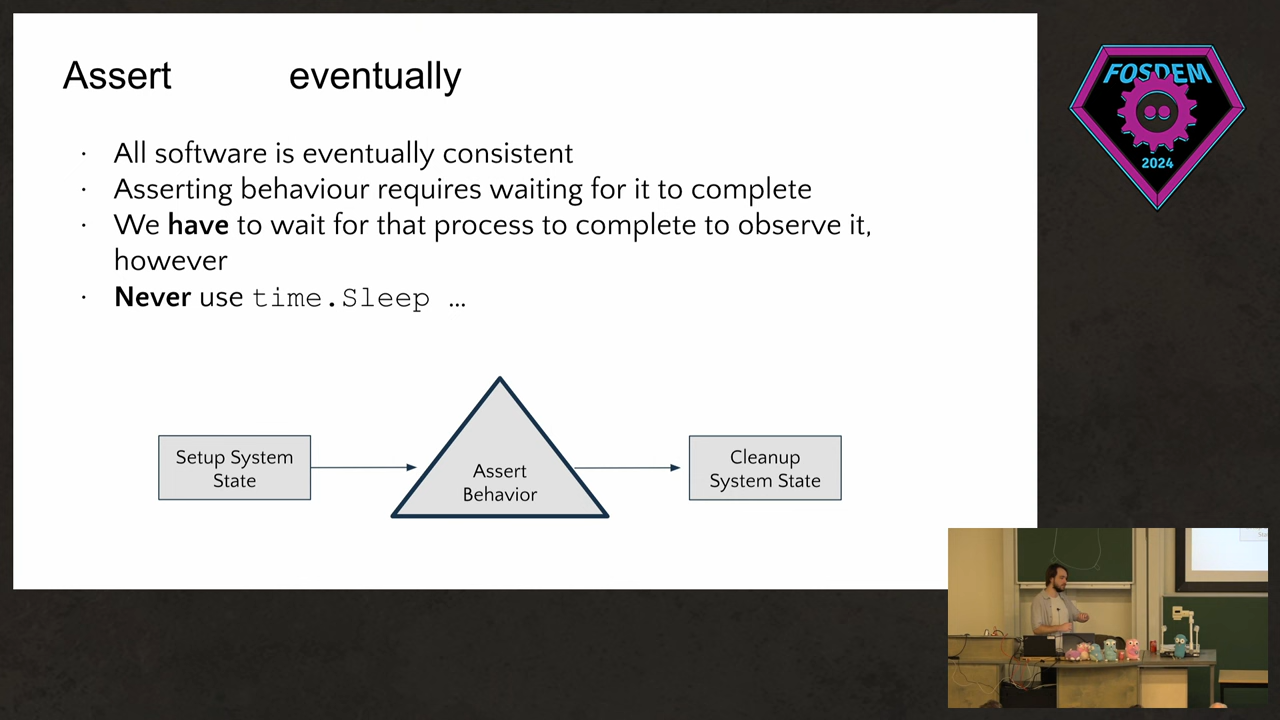 Assert eventually
· All software is eventually consistent
· Asserting behaviour requires waiting for it to complete
· We have to wait for that process to complete to observe it,
however
· Never use time.Sleep …
Setup System
State
Assert
Behavior
Cleanup
System State
FOSDEM
2024